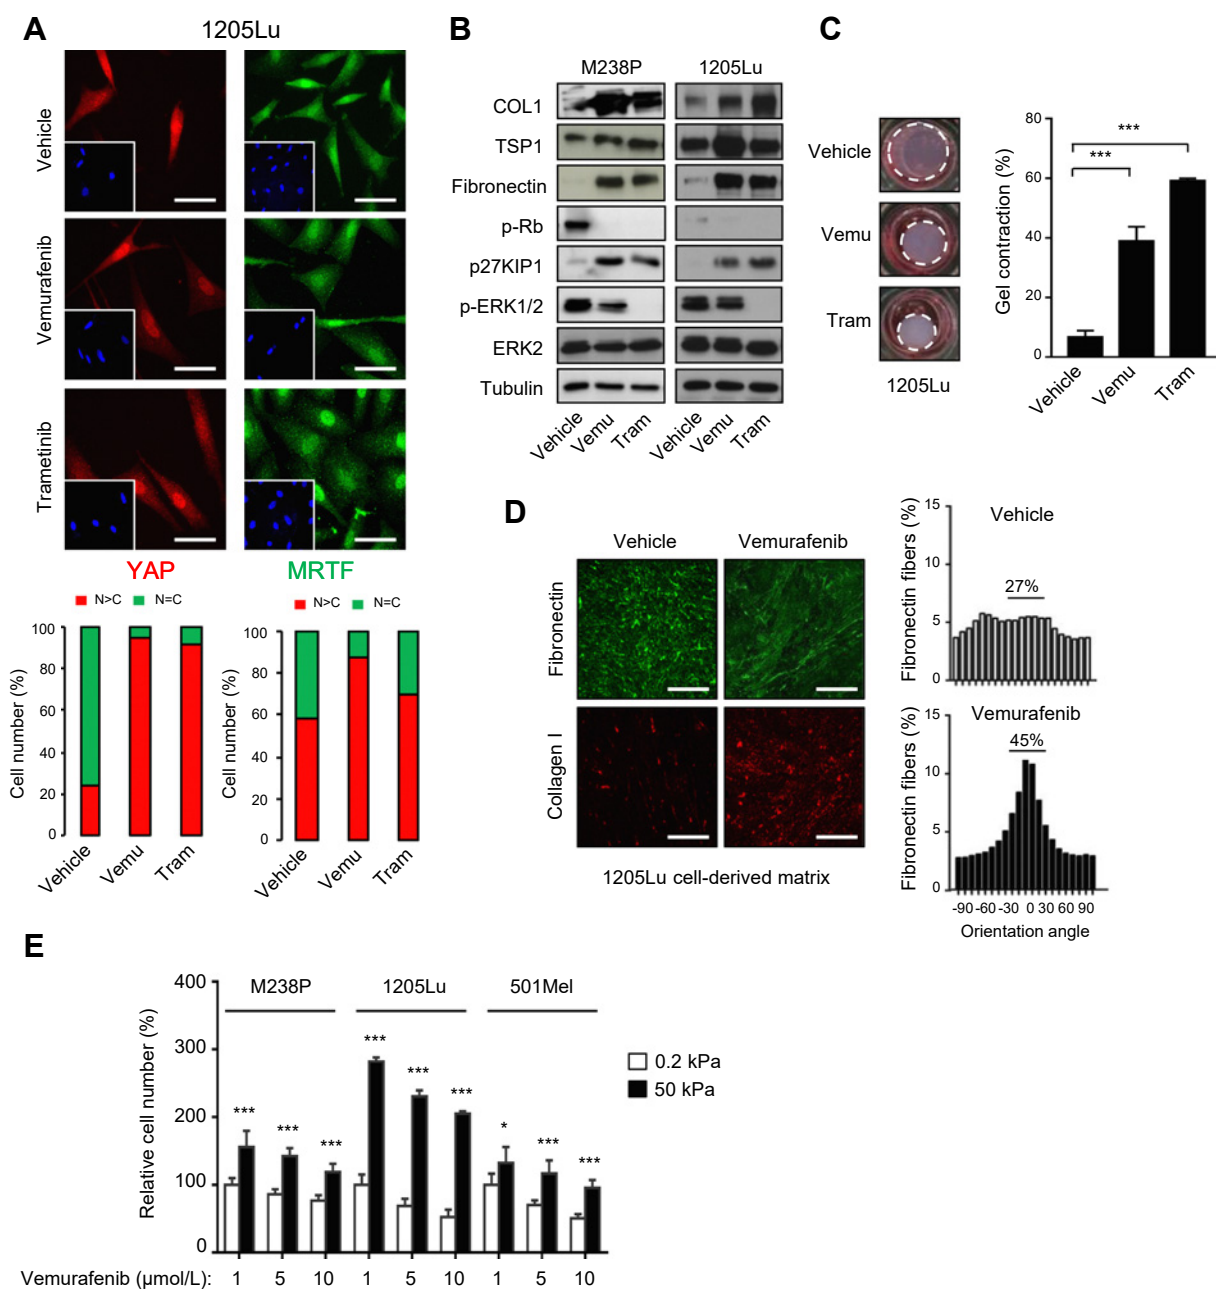 A
1205Lu
Vehicle
Vemurafenib
Trametinib
YAP
MRTF
N>C N=C
N>C N=C
Cell number (%)
100
80
60
40
20
0
Vehicle
Vemu
Tram
Cell number (%)
100
80
60
40
20
0
Vehicle
Vemu
Tram
B
M238P 1205Lu
COL1
TSP1
Fibronectin
p-Rb
p27KIP1
p-ERK1/2
ERK2
Tubulin
Vehicle Vemu Tram Vehicle Vemu Tram
C
Vehicle
Vemu
Tram
1205Lu
Gel contraction (%)
80
60
40
20
0
***
***
Vehicle
Vemu
Tram
D
Vehicle Vemurafenib
Fibronectin
Collagen I
1205Lu cell-derived matrix
Fibronectin fibers (%)
15
10
5
0
Vehicle
27%
Fibronectin fibers (%)
15
10
5
0
Vemurafenib
45%
-90 -60 -30 0 30 60 90
Orientation angle
E
Relative cell number (%)
400
300
200
100
0
M238P 1205Lu 501Mel
*** *** *** *** *** *** * *** ***
0.2 kPa
50 kPa
Vemurafenib (μmol/L): 1 5 10 1 5 10 1 5 10